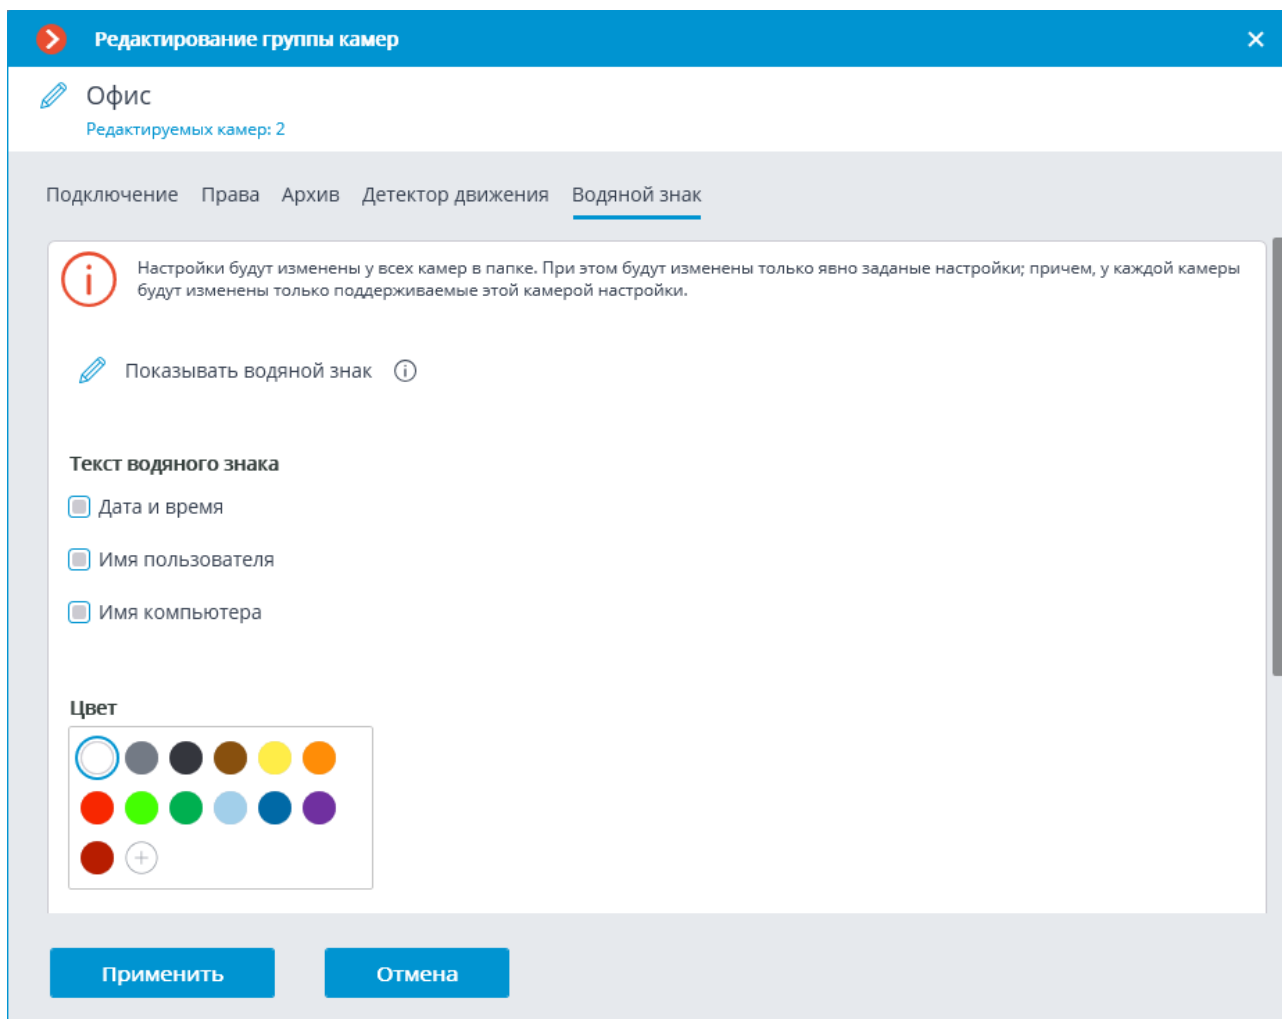 Редактирование группы камер
Офис
Редактируемых камер: 2
Подключение Права Архив Детектор движения Водяной знак
Настройки будут изменены у всех камер в папке. При этом будут изменены только явно заданые настройки; причем, у каждой камеры
будут изменены только поддерживаемые этой камерой настройки.
Показывать водяной знак
Текст водяного знака
Дата и время
Имя пользователя
Имя компьютера
Цвет
Применить Отмена